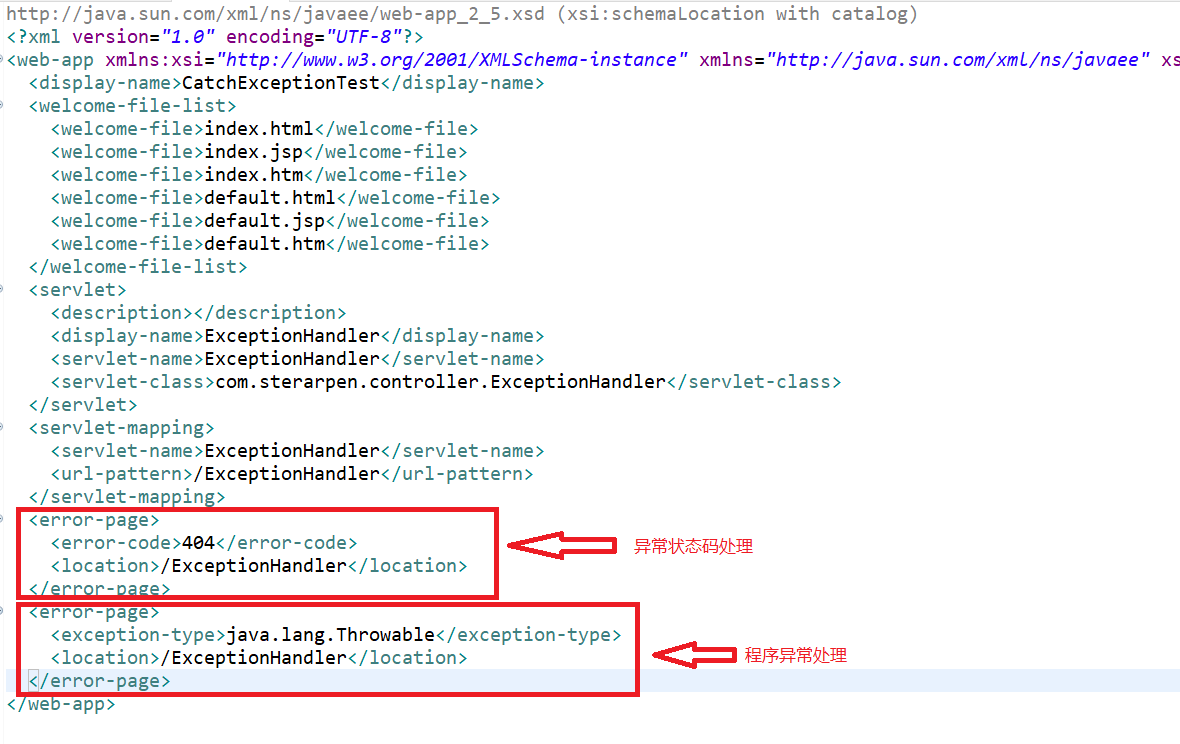 http://java.sun.com/xml/ns/javaee/web-app_2_5.xsd (xsi:schemaLocation with catalog)
<?xml version="1.0" encoding="UTF-8"?>
<web-app xmlns:xsi="http://www.w3.org/2001/XMLSchema-instance" xmlns="http://java.sun.com/xml/ns/javaee" xs
<display-name>CatchExceptionTest</display-name>
<welcome-file-list>
<welcome-file>index.html</welcome-file>
<welcome-file>index.jsp</welcome-file>
<welcome-file>index.htm</welcome-file>
<welcome-file>default.html</welcome-file>
<welcome-file>default.jsp</welcome-file>
<welcome-file>default.htm</welcome-file>
</welcome-file-list>
<servlet>
<description></description>
<display-name>ExceptionHandler</display-name>
<servlet-name>ExceptionHandler</servlet-name>
<servlet-class>com.sterarpen.controller.ExceptionHandler</servlet-class>
</servlet>
<servlet-mapping>
<servlet-name>ExceptionHandler</servlet-name>
<url-pattern>/ExceptionHandler</url-pattern>
</servlet-mapping>
<error-page>
<error-code>404</error-code>
异常状态码处理
<location>/ExceptionHandler</location>
</error-page>
<error-page>
<exception-type>java.lang.Throwable</exception-type>
<location>/ExceptionHandler</location>
程序异常处理
</error-page>
</web-app>